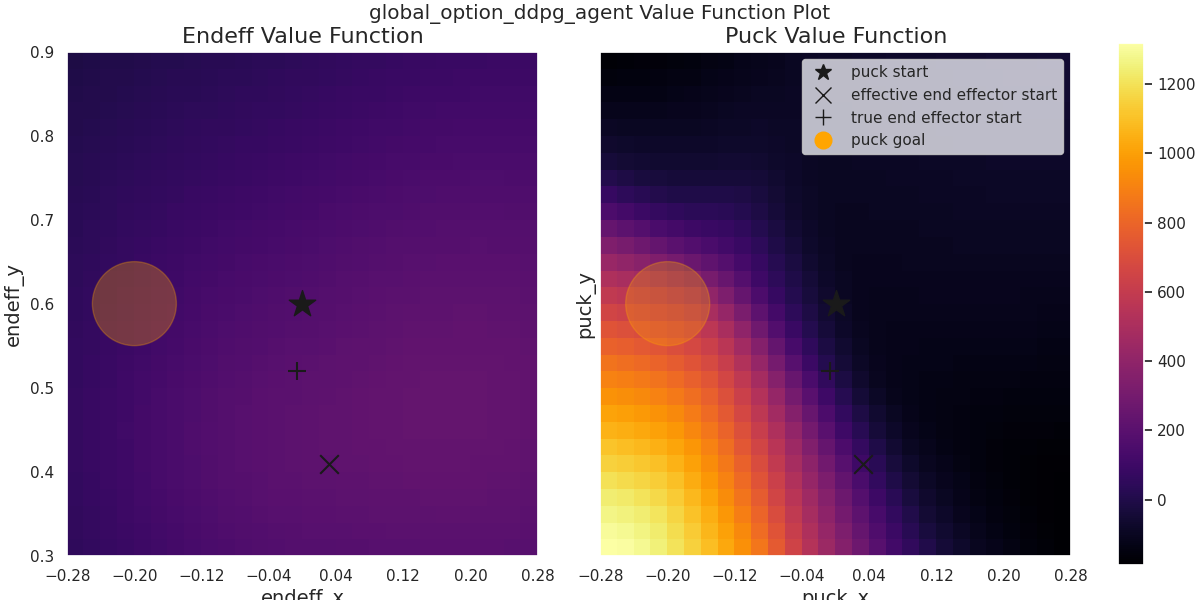 global_option_ddpg_agent Value Function Plot
Endeff Value Function
Puck Value Function
0.9
0.8
0.7
0.6
0.5
0.4
0.3
endeff_y
−0.28 −0.20 −0.12 −0.04 0.04 0.12 0.20 0.28
endeff_x
puck start
effective end effector start
true end effector start
puck goal
puck_y
−0.28 −0.20 −0.12 −0.04 0.04 0.12 0.20 0.28
puck_x
1200
1000
800
600
400
200
0